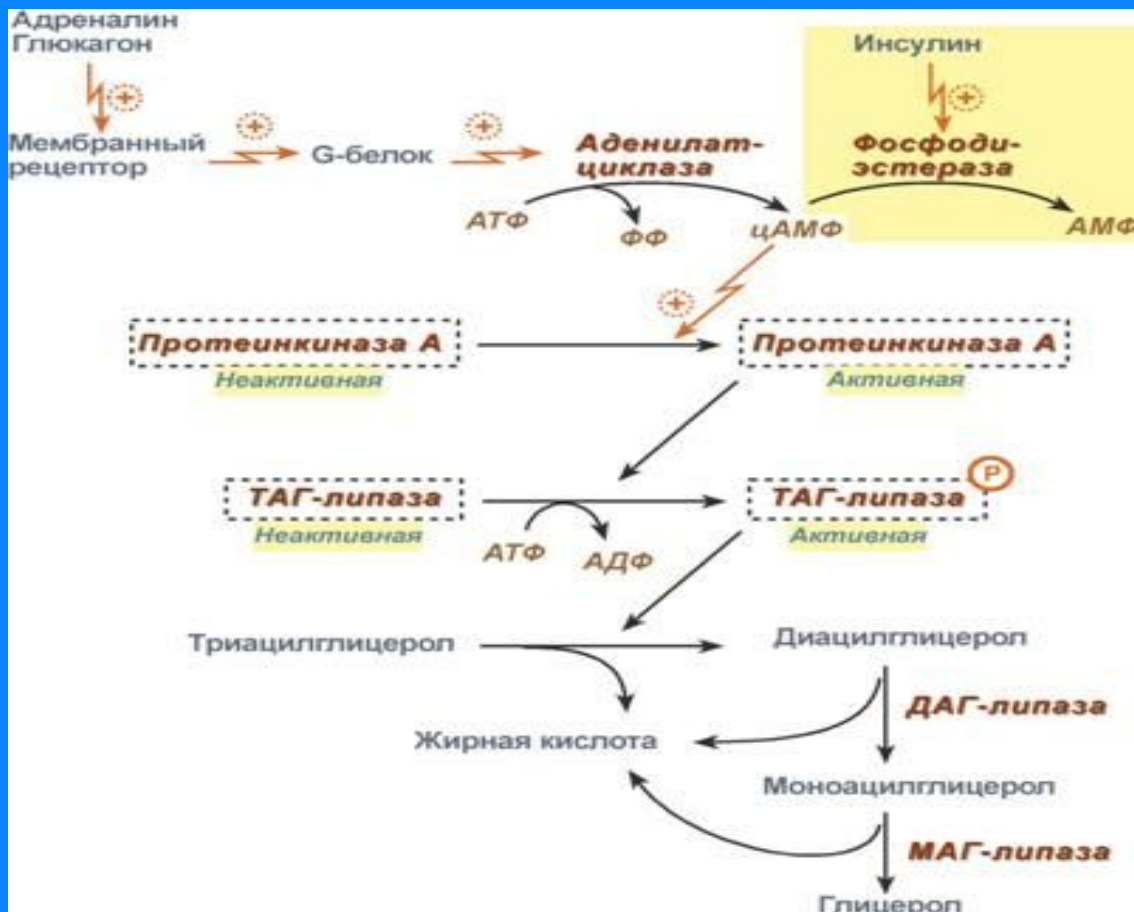 Адреналин
Глюкагон
Инсулин
Мембранный
рецептор
G-белок
Аденилат-
циклаза
Фосфоди-
эстераза
АТФ
ФФ
цАМФ
АМФ
Протеинкиназа А
Неактивная
Протеинкиназа А
Активная
ТАГ-липаза
Неактивная
ТАГ-липаза
P
Активная
АТФ
АДФ
Триацилглицерол
Диацилглицерол
ДАГ-липаза
Жирная кислота
Моноацилглицерол
МАГ-липаза
Глицерол